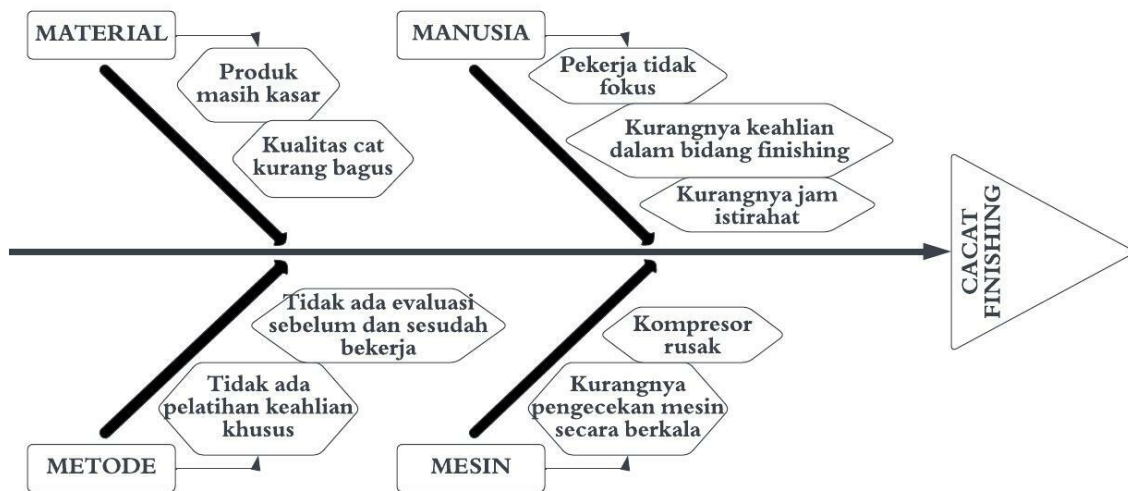 MATERIAL
Produk
masih kasar
Kualitas cat
kurang bagus
MANUSIA
Pekerja tidak
fokus
Kurangnya keahlian
dalam bidang finishing
Kurangnya jam
istirahat
CACAT
FINISHING
Tidak ada evaluasi
sebelum dan sesudah
bekerja
Tidak ada
pelatihan keahlian
khusus
METODE
Kompresor
rusak
Kurangnya
pengecekan mesin
secara berkala
MESIN